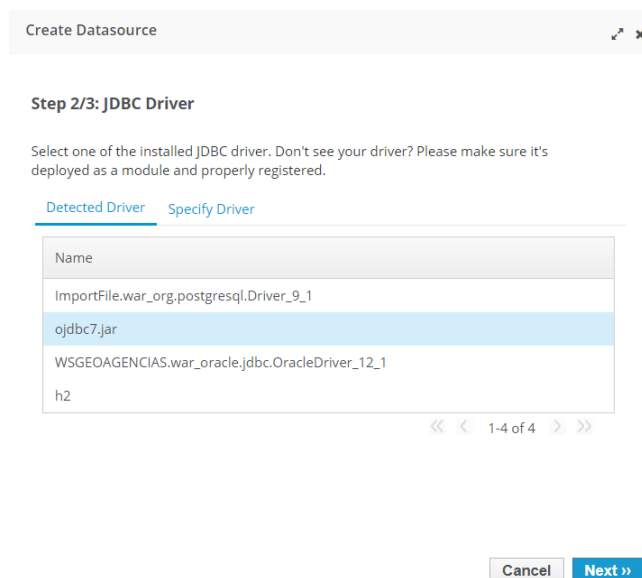 Create Datasource
Step 2/3: JDBC Driver
Select one of the installed JDBC driver. Don't see your driver? Please make sure it's
deployed as a module and properly registered.
Detected Driver Specify Driver
Name
ImportFile.war_org.postgresql.Driver_9_1
ojdbc7.jar
WSGEOAGENCIAS.war_oracle.jdbc.OracleDriver_12_1
h2
1-4 of 4
Cancel Next »